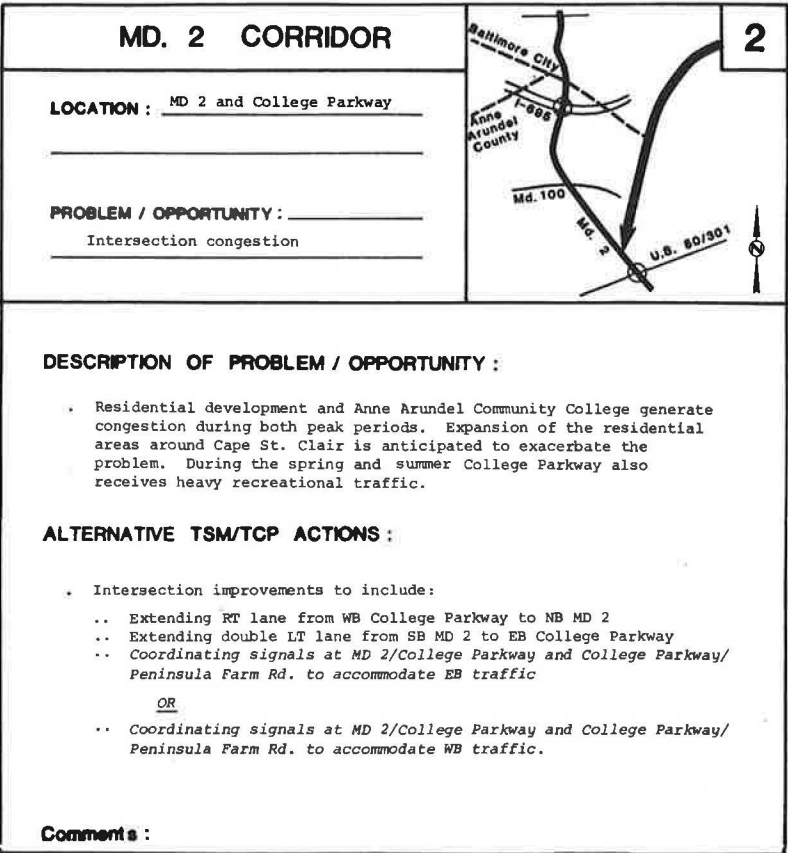 MD. 2 CORRIDOR
2
LOCATION : MD 2 and College Parkway
PROBLEM / OPPORTUNITY :
Intersection congestion
Baltimore City
I-695
Anne
Arundel
County
Md. 100
Md. 2
U.S. 50/301
N
DESCRIPTION OF PROBLEM / OPPORTUNITY :
. Residential development and Anne Arundel Community College generate
congestion during both peak periods. Expansion of the residential
areas around Cape St. Clair is anticipated to exacerbate the
problem. During the spring and summer College Parkway also
receives heavy recreational traffic.
ALTERNATIVE TSM/TCP ACTIONS :
. Intersection improvements to include:
.. Extending RT lane from WB College Parkway to NB MD 2
.. Extending double LT lane from SB MD 2 to EB College Parkway
.. Coordinating signals at MD 2/College Parkway and College Parkway/
Peninsula Farm Rd. to accommodate EB traffic
OR
.. Coordinating signals at MD 2/College Parkway and College Parkway/
Peninsula Farm Rd. to accommodate WB traffic.
Comments :